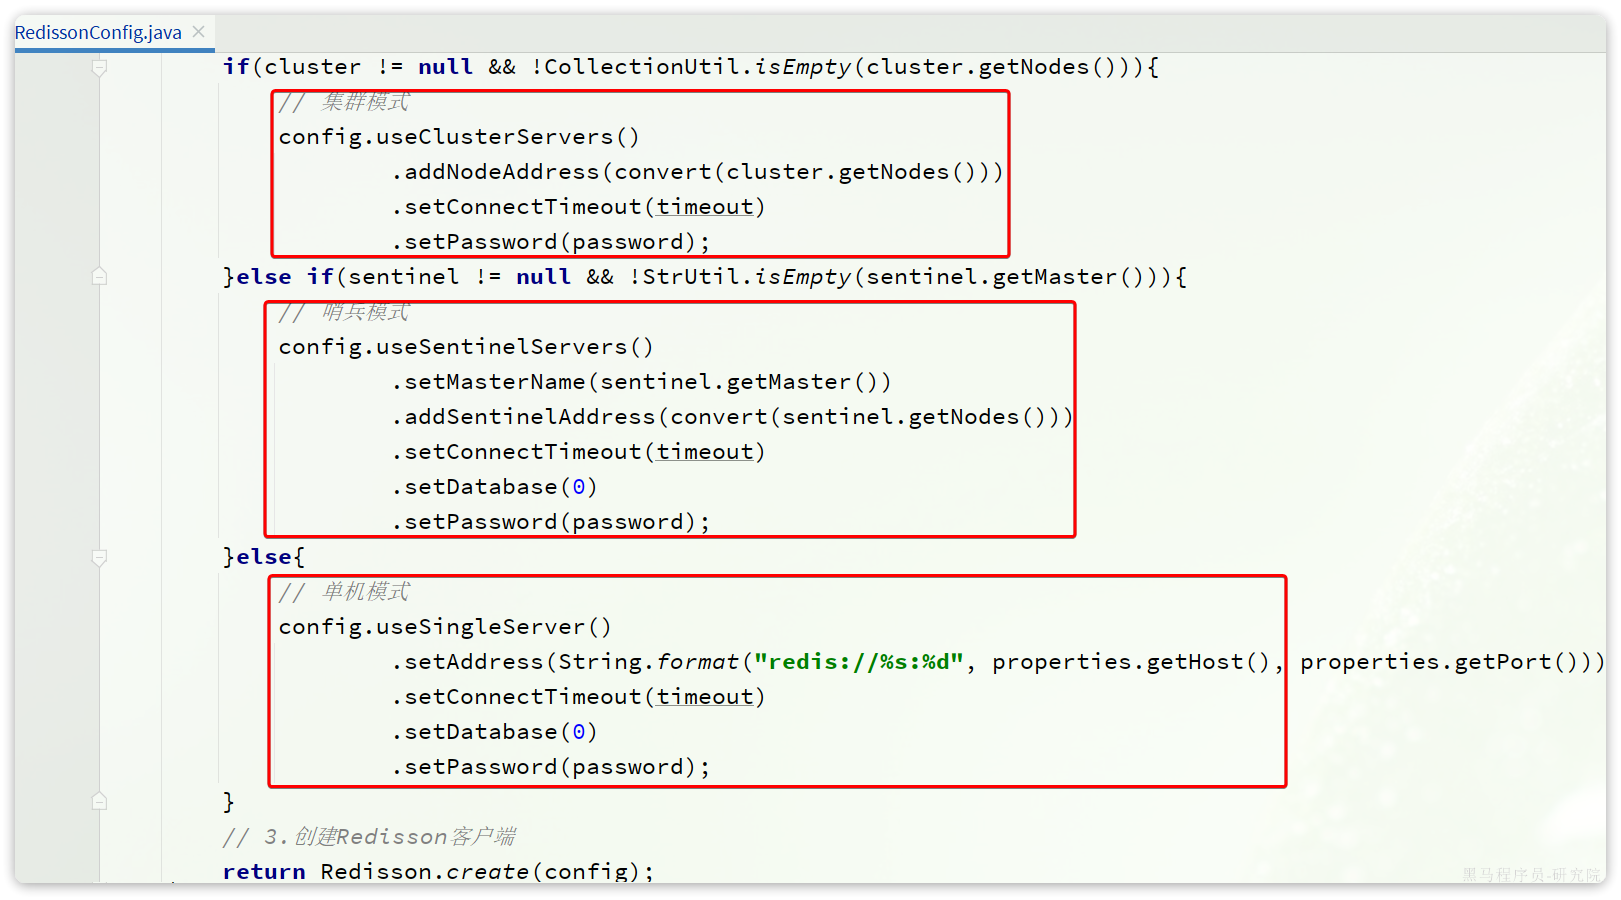 RedissonConfig.java
if(cluster != null && !CollectionUtil.isEmpty(cluster.getNodes())){
// 集群模式
config.useClusterServers()
.addNodeAddress(convert(cluster.getNodes()))
.setConnectTimeout(timeout)
.setPassword(password);
}else if(sentinel != null && !StrUtil.isEmpty(sentinel.getMaster())){
// 哨兵模式
config.useSentinelServers()
.setMasterName(sentinel.getMaster())
.addSentinelAddress(convert(sentinel.getNodes()))
.setConnectTimeout(timeout)
.setDatabase(0)
.setPassword(password);
}else{
// 单机模式
config.useSingleServer()
.setAddress(String.format("redis://%s:%d", properties.getHost(), properties.getPort()))
.setConnectTimeout(timeout)
.setDatabase(0)
.setPassword(password);
}
// 3.创建Redisson客户端
return Redisson.create(config);
黑马程序员-研究院